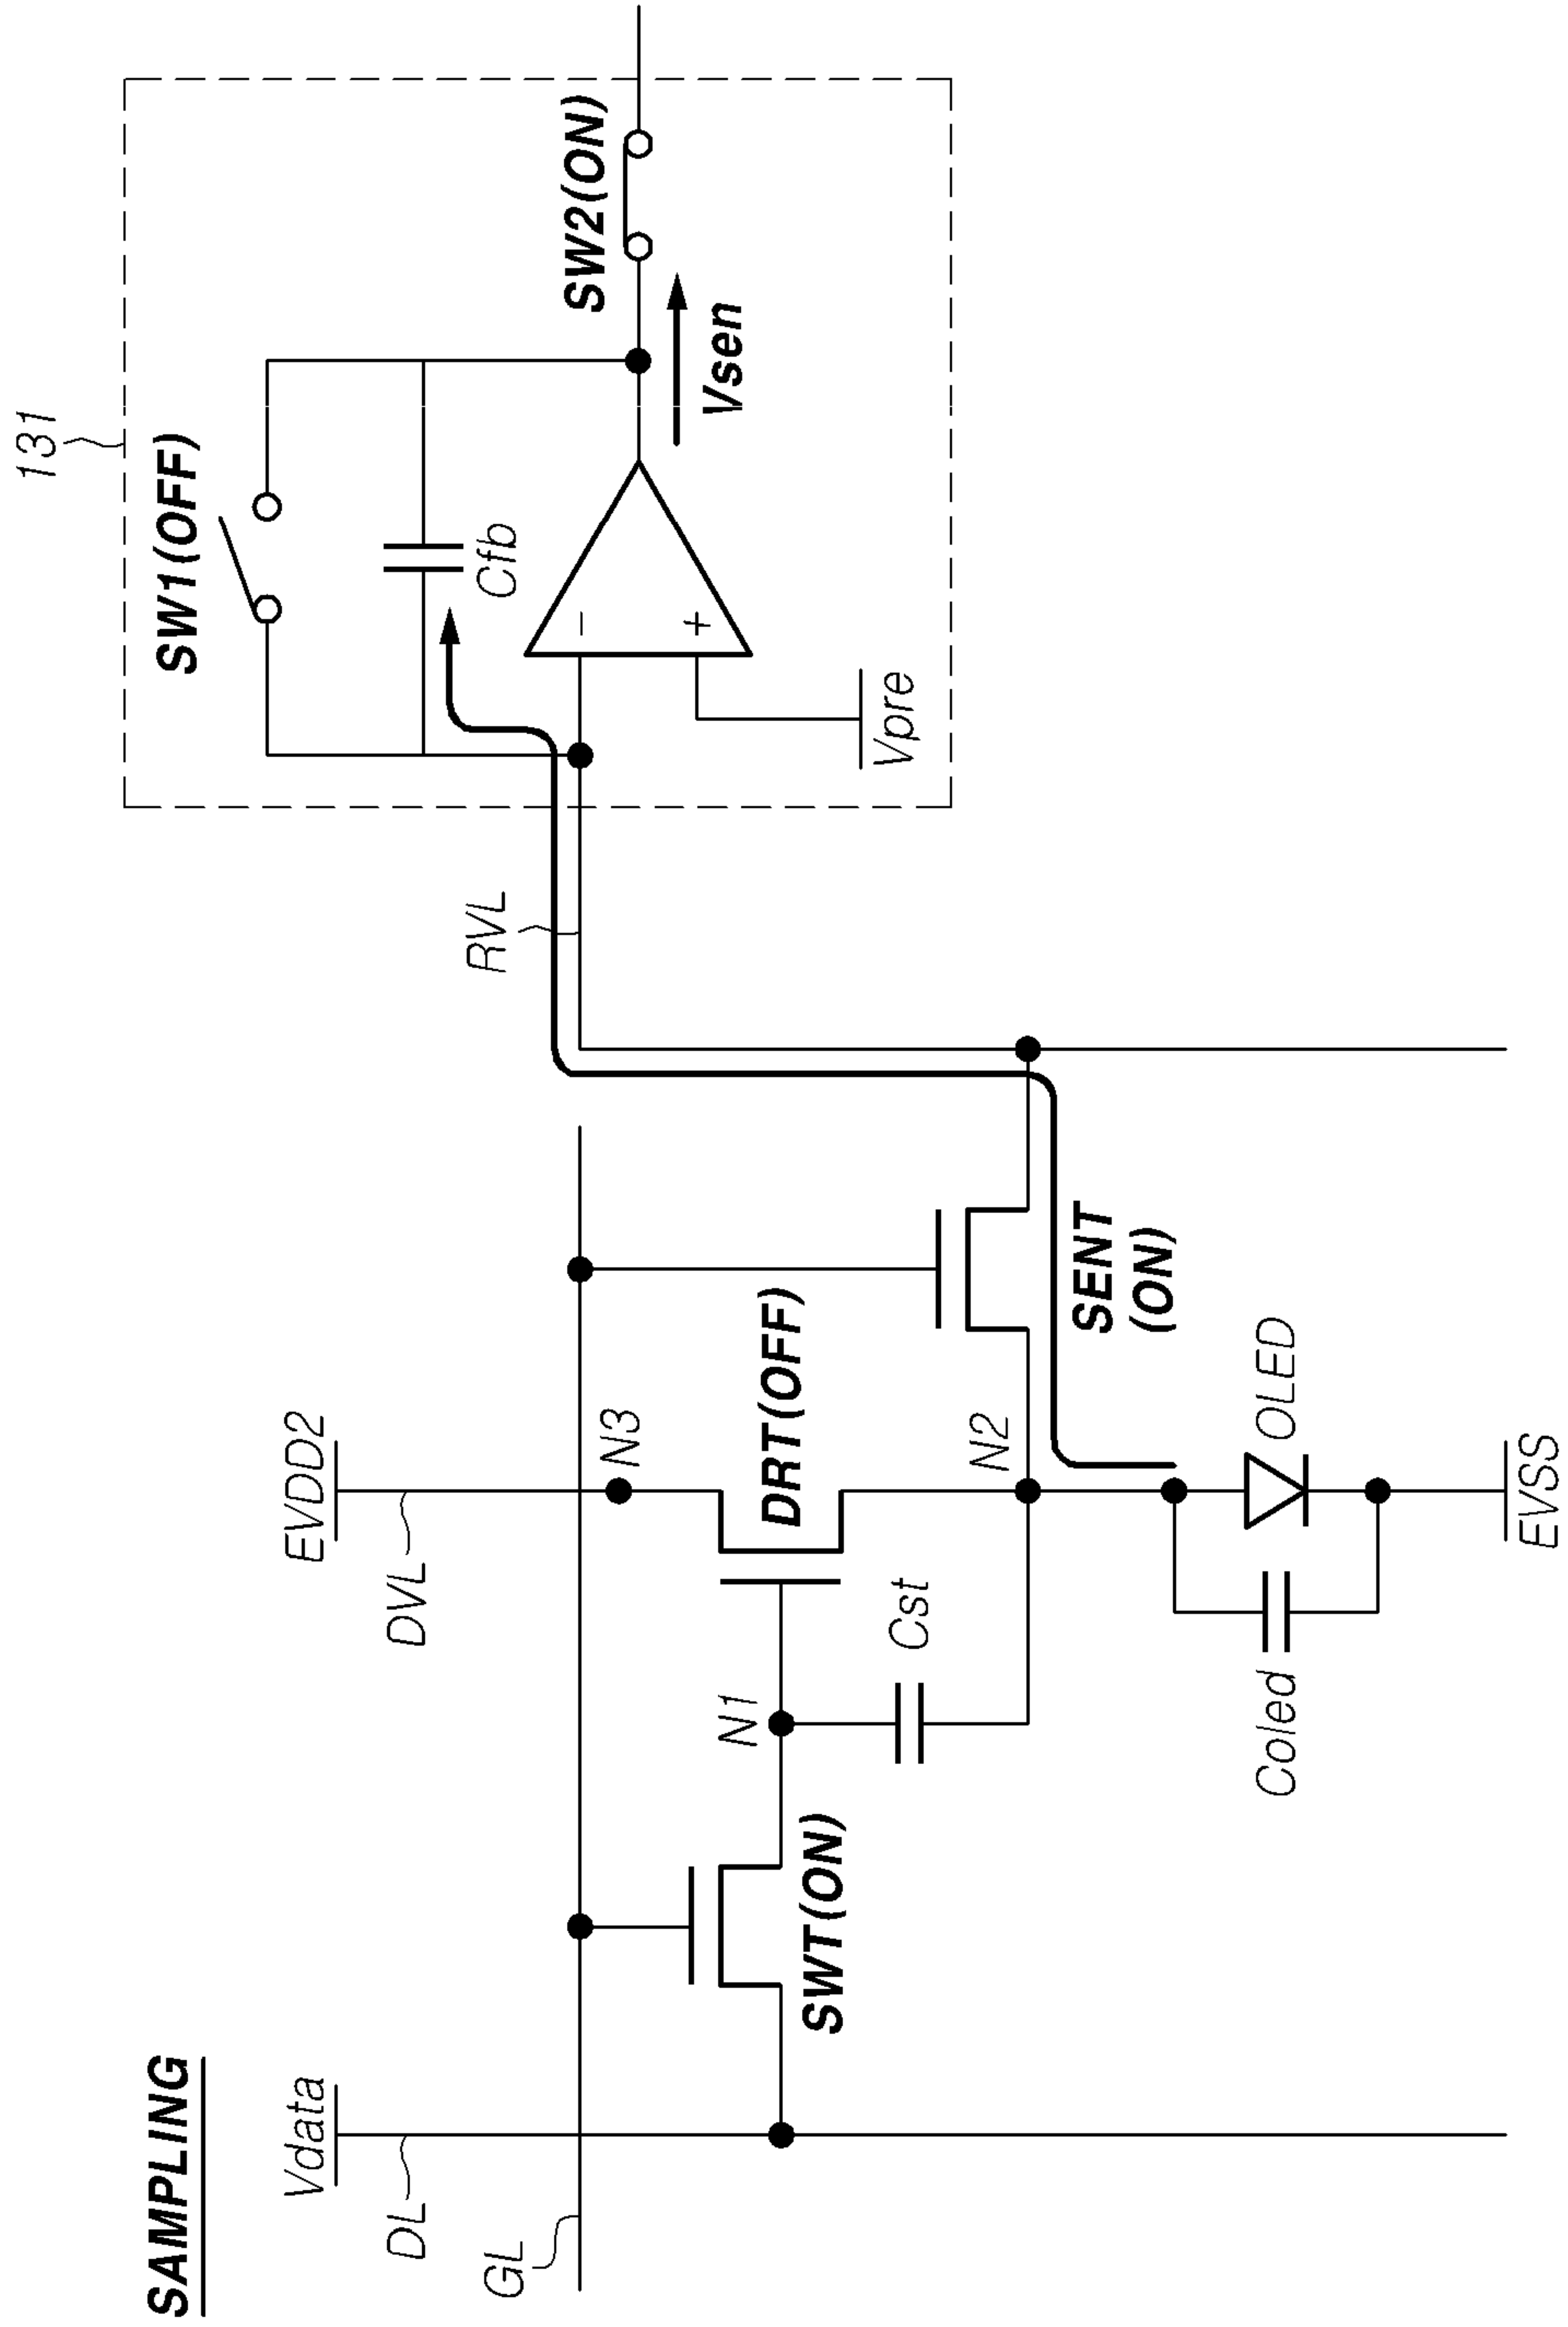 SAMPLING
Vdata
DL
GL
SWT(ON)
EVDD2
DVL
N3
N1
DRT(OFF)
Cst
N2
SENT
(ON)
Coled
OLED
EVSS
RVL
131
SW1(OFF)
Cfb
−
+
Vpre
SW2(ON)
Vsen